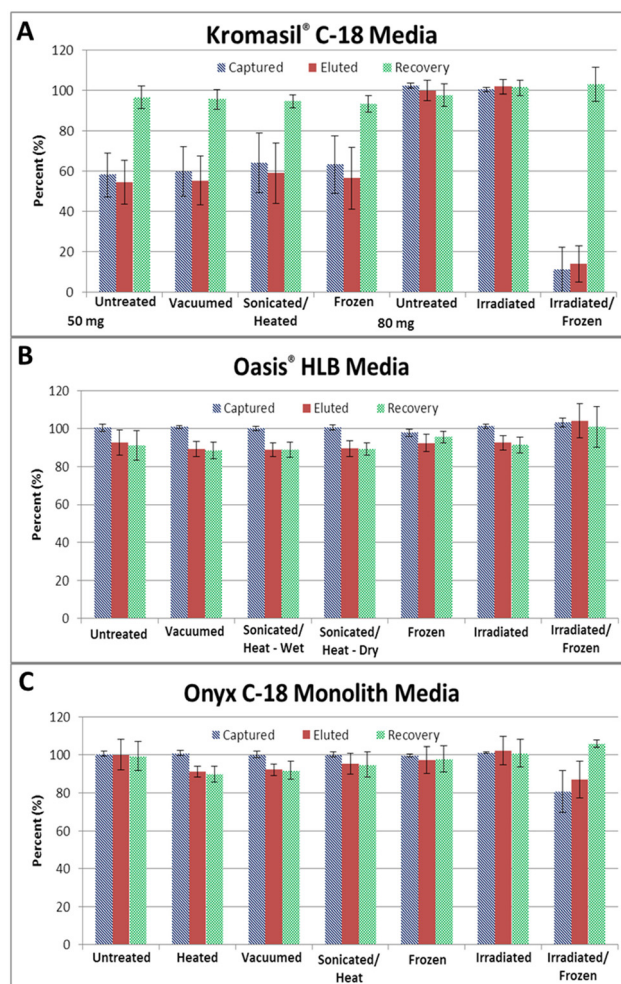 A
Kromasil® C-18 Media
120
Captured Eluted Recovery
100
80
60
40
20
0
Percent (%)
Untreated Vacuumed Sonicated/ Frozen Untreated Irradiated Irradiated/
50 mg Heated 80 mg Frozen
B
Oasis® HLB Media
120
Captured Eluted Recovery
100
80
60
40
20
0
Percent (%)
Untreated Vacuumed Sonicated/ Sonicated/ Frozen Irradiated Irradiated/
Heat - Wet Heat - Dry Frozen
C
Onyx C-18 Monolith Media
120
Captured Eluted Recovery
100
80
60
40
20
0
Percent (%)
Untreated Heated Vacuumed Sonicated/ Frozen Irradiated Irradiated/
Heat Frozen